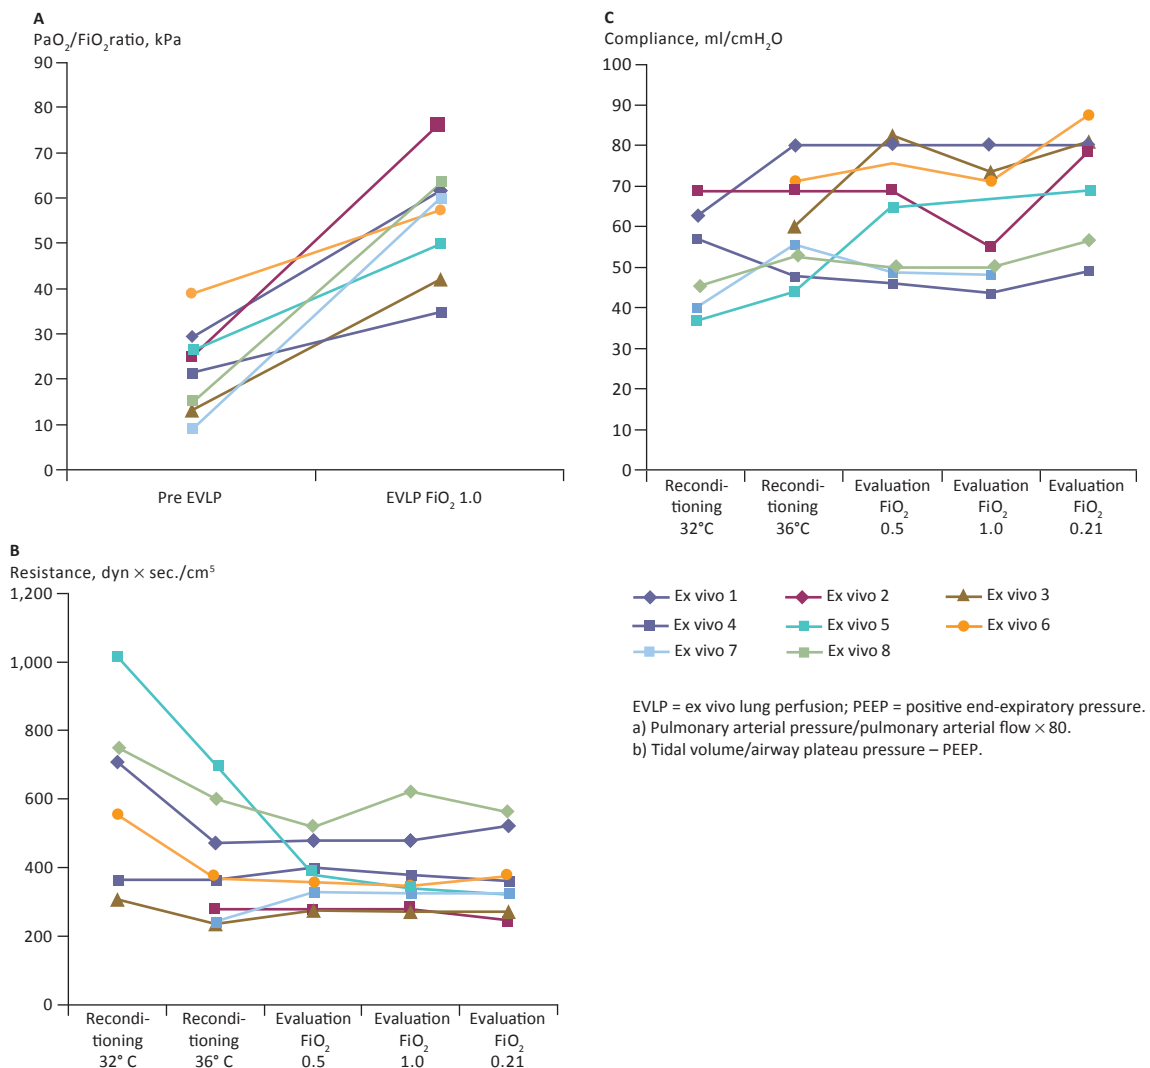 A
PaO₂/FiO₂ratio, kPa
90
80
70
60
50
40
30
20
10
0
Pre EVLP
EVLP FiO₂ 1.0
B
Resistance, dyn × sec./cm⁵
1,200
1,000
800
600
400
200
0
Recondi-
tioning
32° C
Recondi-
tioning
36° C
Evaluation
FiO₂
0.5
Evaluation
FiO₂
1.0
Evaluation
FiO₂
0.21
C
Compliance, ml/cmH₂O
100
90
80
70
60
50
40
30
20
10
0
Recondi-
tioning
32°C
Recondi-
tioning
36°C
Evaluation
FiO₂
0.5
Evaluation
FiO₂
1.0
Evaluation
FiO₂
0.21
Ex vivo 1 Ex vivo 2 Ex vivo 3
Ex vivo 4 Ex vivo 5 Ex vivo 6
Ex vivo 7 Ex vivo 8
EVLP = ex vivo lung perfusion; PEEP = positive end-expiratory pressure.
a) Pulmonary arterial pressure/pulmonary arterial flow × 80.
b) Tidal volume/airway plateau pressure – PEEP.